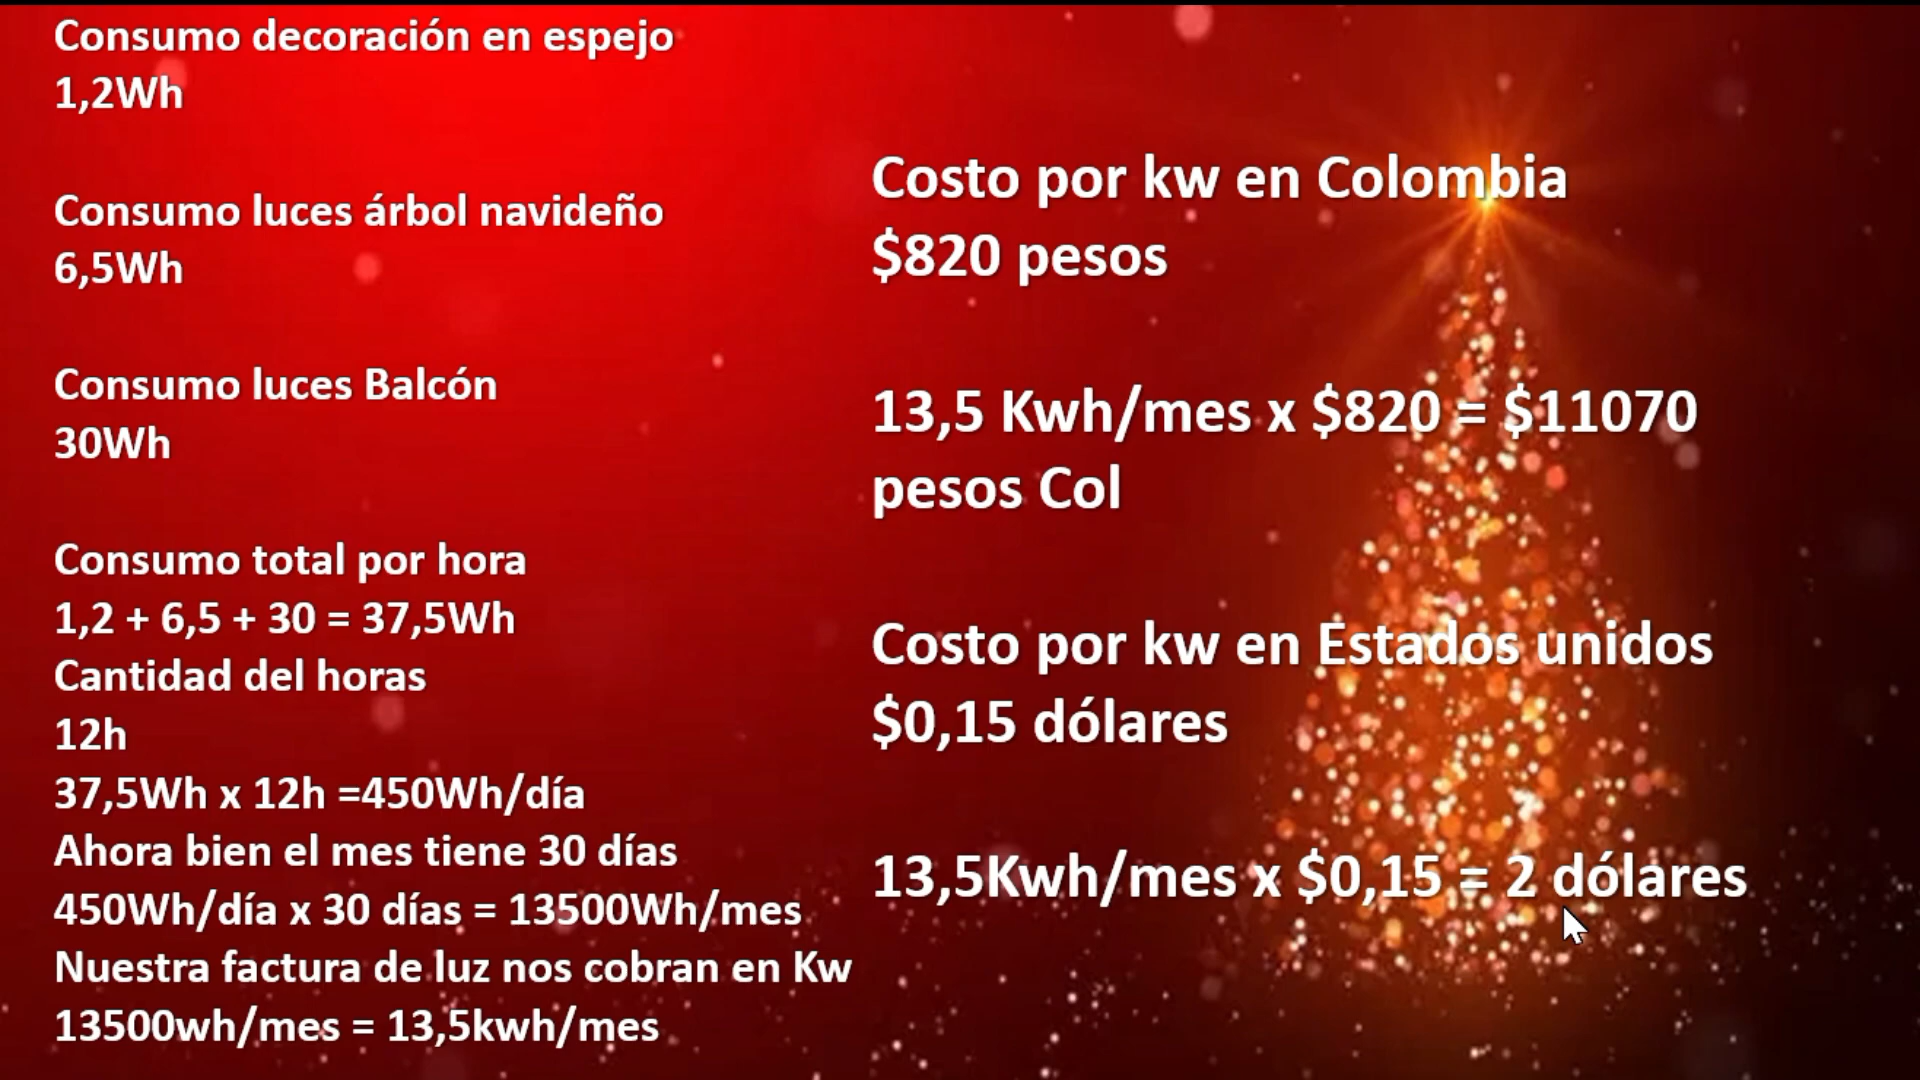 Consumo decoración en espejo
1,2Wh
Consumo luces árbol navideño
6,5Wh
Consumo luces Balcón
30Wh
Consumo total por hora
1,2 + 6,5 + 30 = 37,5Wh
Cantidad del horas
12h
37,5Wh x 12h =450Wh/día
Ahora bien el mes tiene 30 días
450Wh/día x 30 días = 13500Wh/mes
Nuestra factura de luz nos cobran en Kw
13500wh/mes = 13,5kwh/mes
Costo por kw en Colombia
$820 pesos
13,5 Kwh/mes x $820 = $11070
pesos Col
Costo por kw en Estados unidos
$0,15 dólares
13,5Kwh/mes x $0,15 = 2 dólares